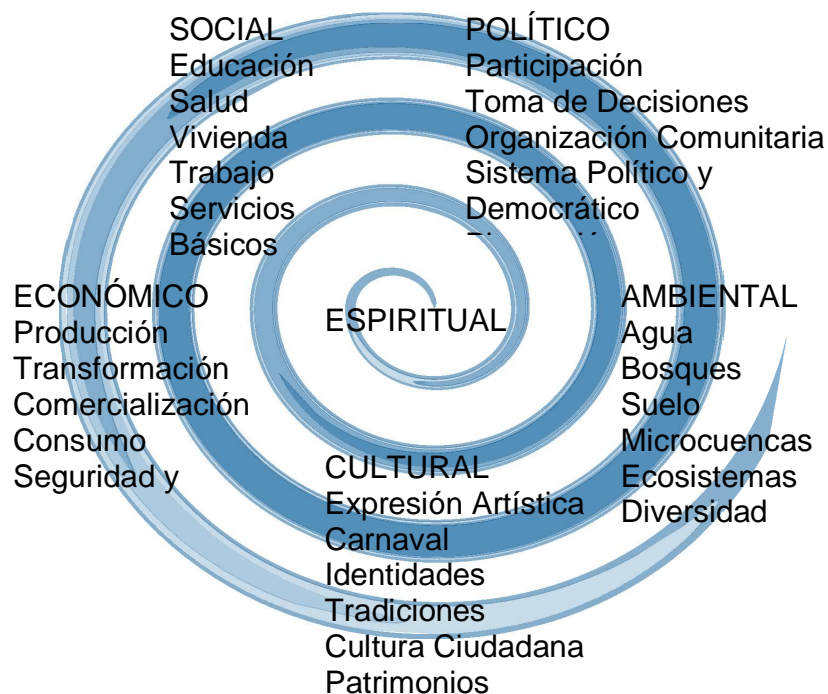 SOCIAL
Educación
Salud
Vivienda
Trabajo
Servicios
Básicos
POLÍTICO
Participación
Toma de Decisiones
Organización Comunitaria
Sistema Político y
Democrático
ECONÓMICO
Producción
Transformación
Comercialización
Consumo
Seguridad y
ESPIRITUAL
AMBIENTAL
Agua
Bosques
Suelo
Microcuencas
Ecosistemas
Diversidad
CULTURAL
Expresión Artística
Carnaval
Identidades
Tradiciones
Cultura Ciudadana
Patrimonios